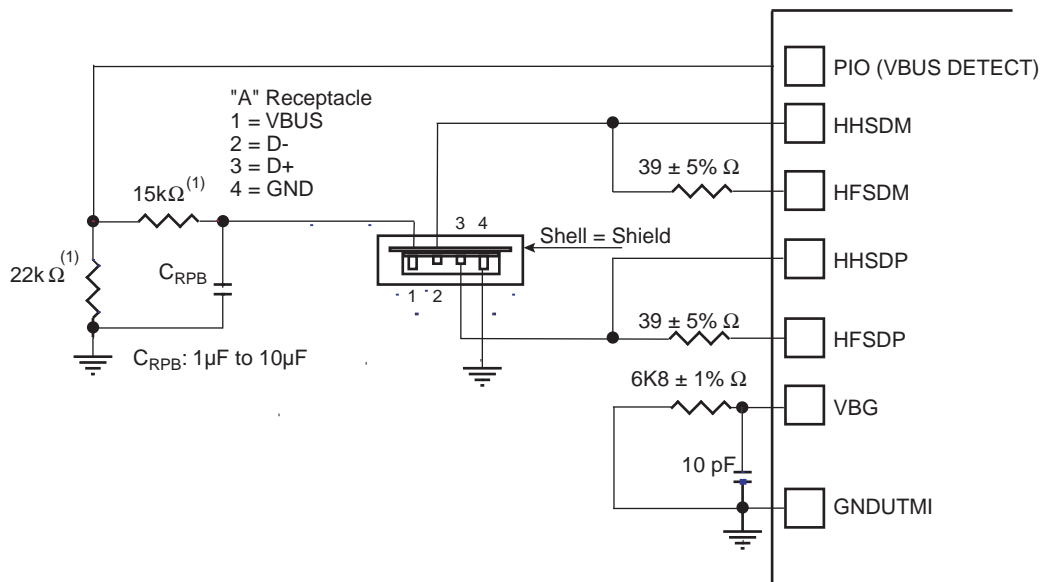 PIO (VBUS DETECT)
"A" Receptacle
1 = VBUS
2 = D-
3 = D+
4 = GND
HHSDM
39 ± 5% Ω
HFSDM
15kΩ(1)
3 4
Shell = Shield
HHSDP
22k Ω(1)
CRPB
1 2
39 ± 5% Ω
HFSDP
CRPB: 1µF to 10µF
6K8 ± 1% Ω
VBG
10 pF
GNDUTMI